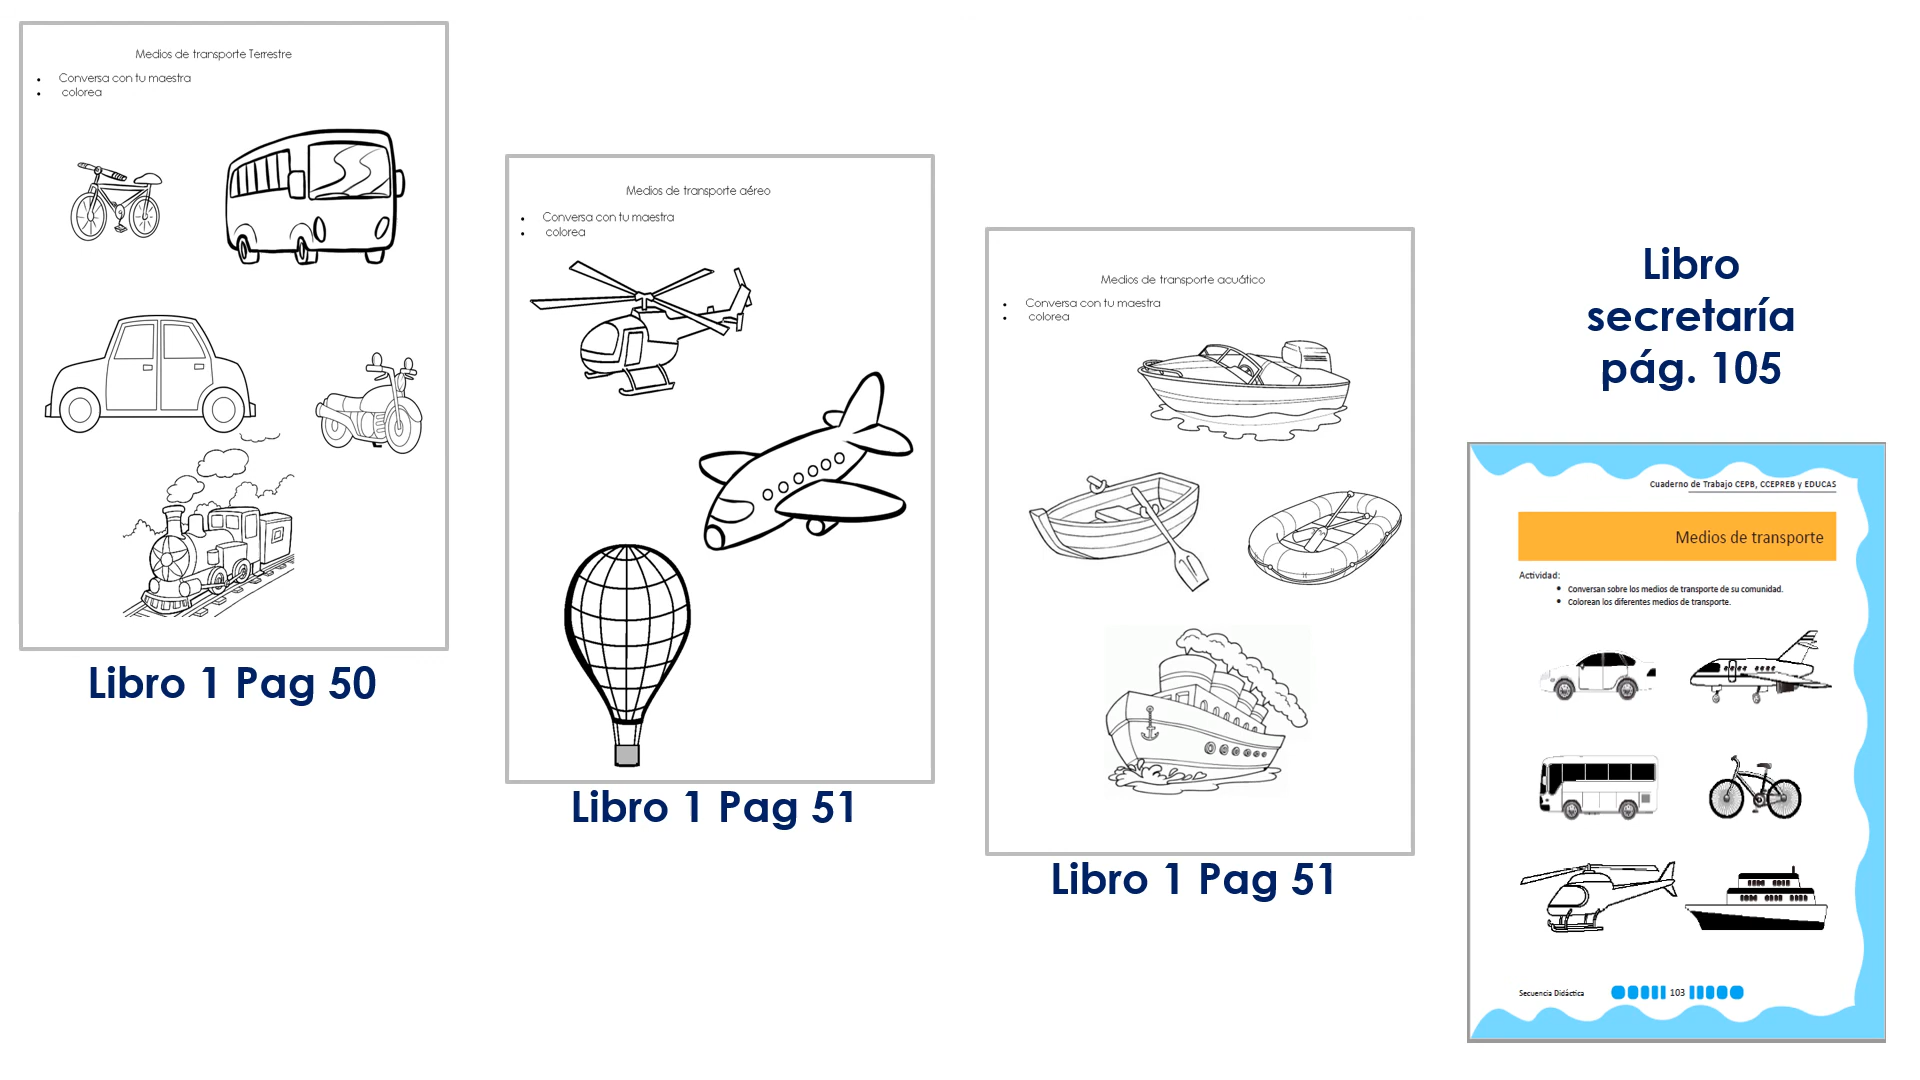 Medios de transporte Terrestre
• Conversa con tu maestra
• colorea
Libro 1 Pag 50
Medios de transporte aéreo
• Conversa con tu maestra
• colorea
Libro 1 Pag 51
Medios de transporte acuático
• Conversa con tu maestra
• colorea
Libro 1 Pag 51
Libro
secretaría
pág. 105
Cuaderno de Trabajo CEPB, CCEPREB y EDUCAS
Medios de transporte
Actividad:
• Conversan sobre los medios de transporte de su comunidad.
• Colorean los diferentes medios de transporte.
Secuencia Didáctica 103